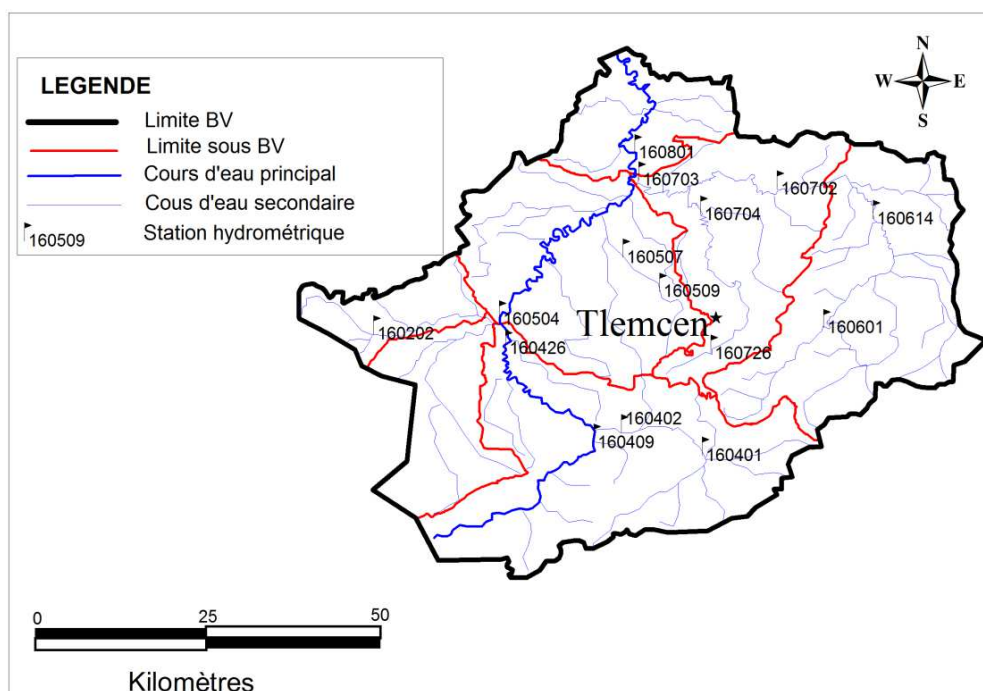 LEGENDE
Limite BV
Limite sous BV
Cours d'eau principal
Cous d'eau secondaire
160509 Station hydrométrique
N
W E
S
160801
160703
160702
160704
160614
160507
160509
160504
Tlemcen
160202
160601
160426
160726
160402
160409
160401
0 25 50
Kilomètres